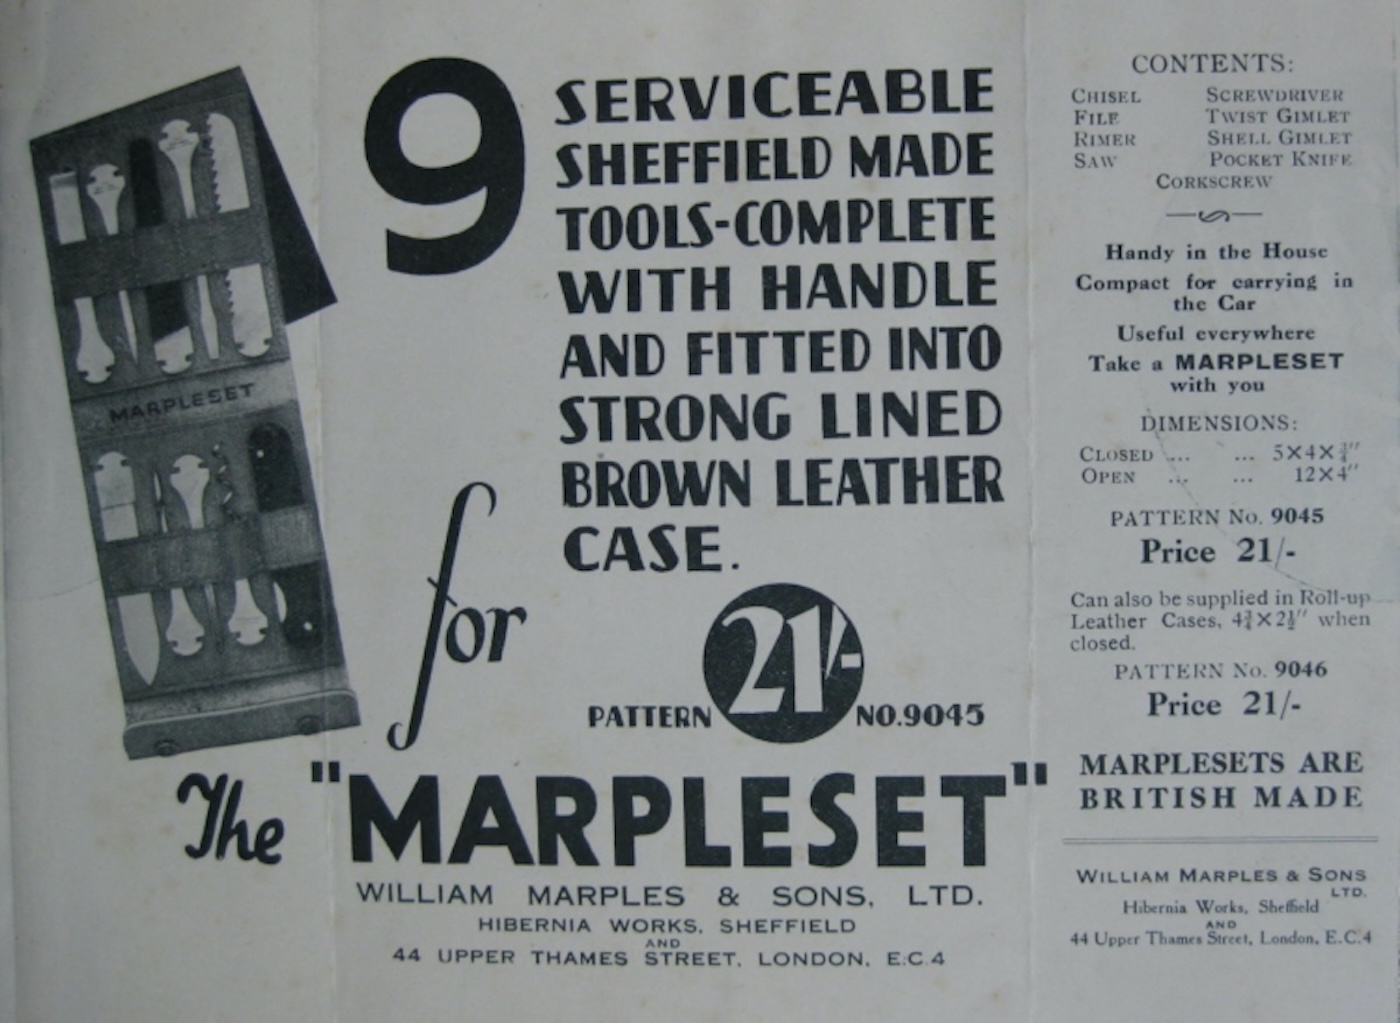 MARPLESET
9 SERVICEABLE
SHEFFIELD MADE
TOOLS-COMPLETE
WITH HANDLE
AND FITTED INTO
STRONG LINED
BROWN LEATHER
CASE.
for
21/-
PATTERN NO.9045
The "MARPLESET"
WILLIAM MARPLES & SONS, LTD.
HIBERNIA WORKS, SHEFFIELD
AND
44 UPPER THAMES STREET, LONDON, E.C.4
CONTENTS:
CHISEL SCREWDRIVER
FILE TWIST GIMLET
RIMER SHELL GIMLET
SAW POCKET KNIFE
CORKSCREW
Handy in the House
Compact for carrying in
the Car
Useful everywhere
Take a MARPLESET
with you
DIMENSIONS:
CLOSED ... ... 5×4×¾"
OPEN ... ... 12×4"
PATTERN No. 9045
Price 21/-
Can also be supplied in Roll-up
Leather Cases, 4¾×2½" when
closed.
PATTERN No. 9046
Price 21/-
MARPLESETS ARE
BRITISH MADE
WILLIAM MARPLES & SONS
LTD.
Hibernia Works, Sheffield
AND
44 Upper Thames Street, London, E.C.4